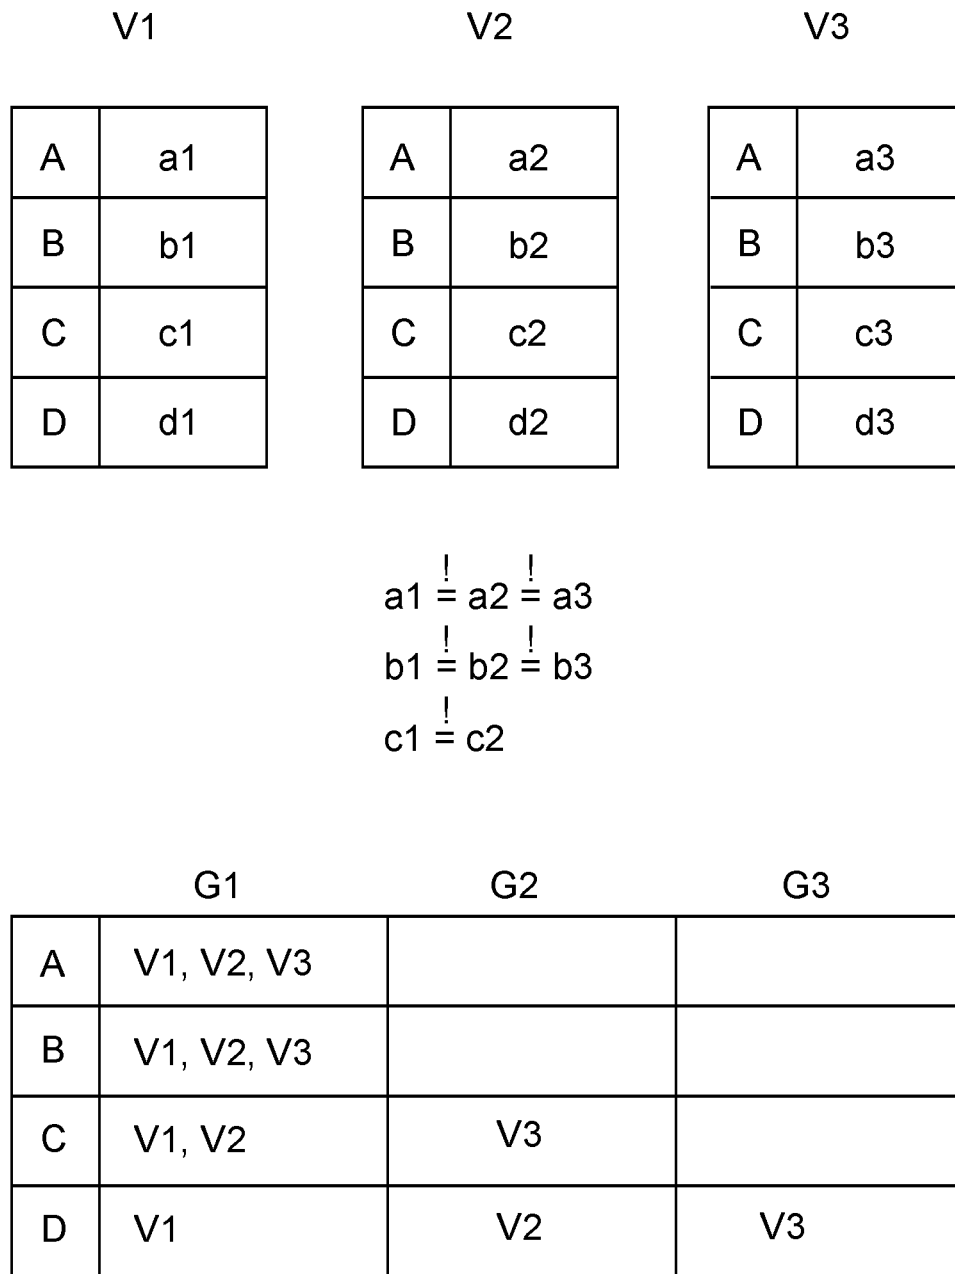 V1 V2 V3
A a1 A a2 A a3
B b1 B b2 B b3
C c1 C c2 C c3
D d1 D d2 D d3
! !
a1 = a2 = a3
! !
b1 = b2 = b3
!
c1 = c2
G1 G2 G3
A V1, V2, V3
B V1, V2, V3
C V1, V2 V3
D V1 V2 V3